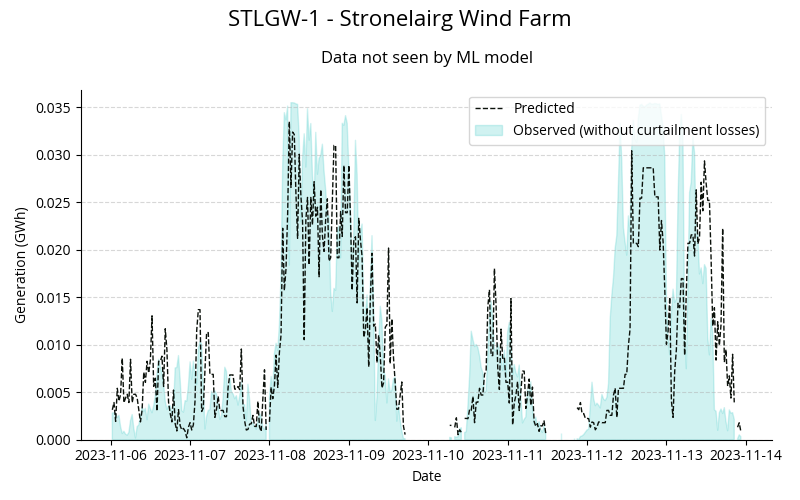 STLGW-1 - Stronelairg Wind Farm
Data not seen by ML model
Predicted
Observed (without curtailment losses)
Generation (GWh)
0.035
0.030
0.025
0.020
0.015
0.010
0.005
0.000
2023-11-06 2023-11-07 2023-11-08 2023-11-09 2023-11-10 2023-11-11 2023-11-12 2023-11-13 2023-11-14
Date